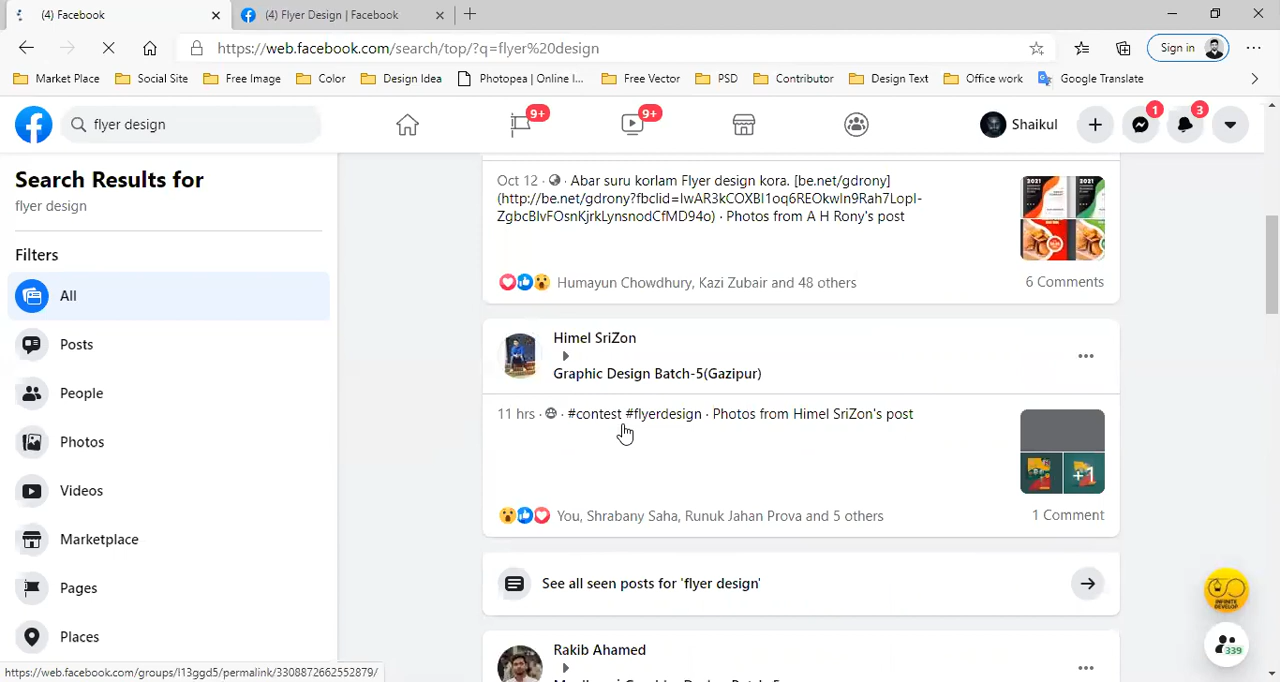 (4) Facebook
(4) Flyer Design | Facebook
https://web.facebook.com/search/top/?q=flyer%20design
Sign in
Market Place
Social Site
Free Image
Color
Design Idea
Photopea | Online I...
Free Vector
PSD
Contributor
Design Text
Office work
Google Translate
flyer design
9+
9+
Shaikul
1
3
Search Results for
flyer design
Filters
All
Posts
People
Photos
Videos
Marketplace
Pages
Places
Oct 12 · Abar suru korlam Flyer design kora. [be.net/gdrony]
(http://be.net/gdrony?fbclid=IwAR3kCOXBI1oq6REOkwIn9Rah7LopI-
ZgbcBlvFOsnKjrkLynsnodCfMD94o) · Photos from A H Rony's post
2021
2021
Humayun Chowdhury, Kazi Zubair and 48 others
6 Comments
Himel SriZon
Graphic Design Batch-5(Gazipur)
11 hrs · #contest #flyerdesign · Photos from Himel SriZon's post
+1
You, Shrabany Saha, Runuk Jahan Prova and 5 others
1 Comment
See all seen posts for 'flyer design'
Rakib Ahamed
INFINITE
DEVELOP
339
https://web.facebook.com/groups/l13ggd5/permalink/3308872662552879/